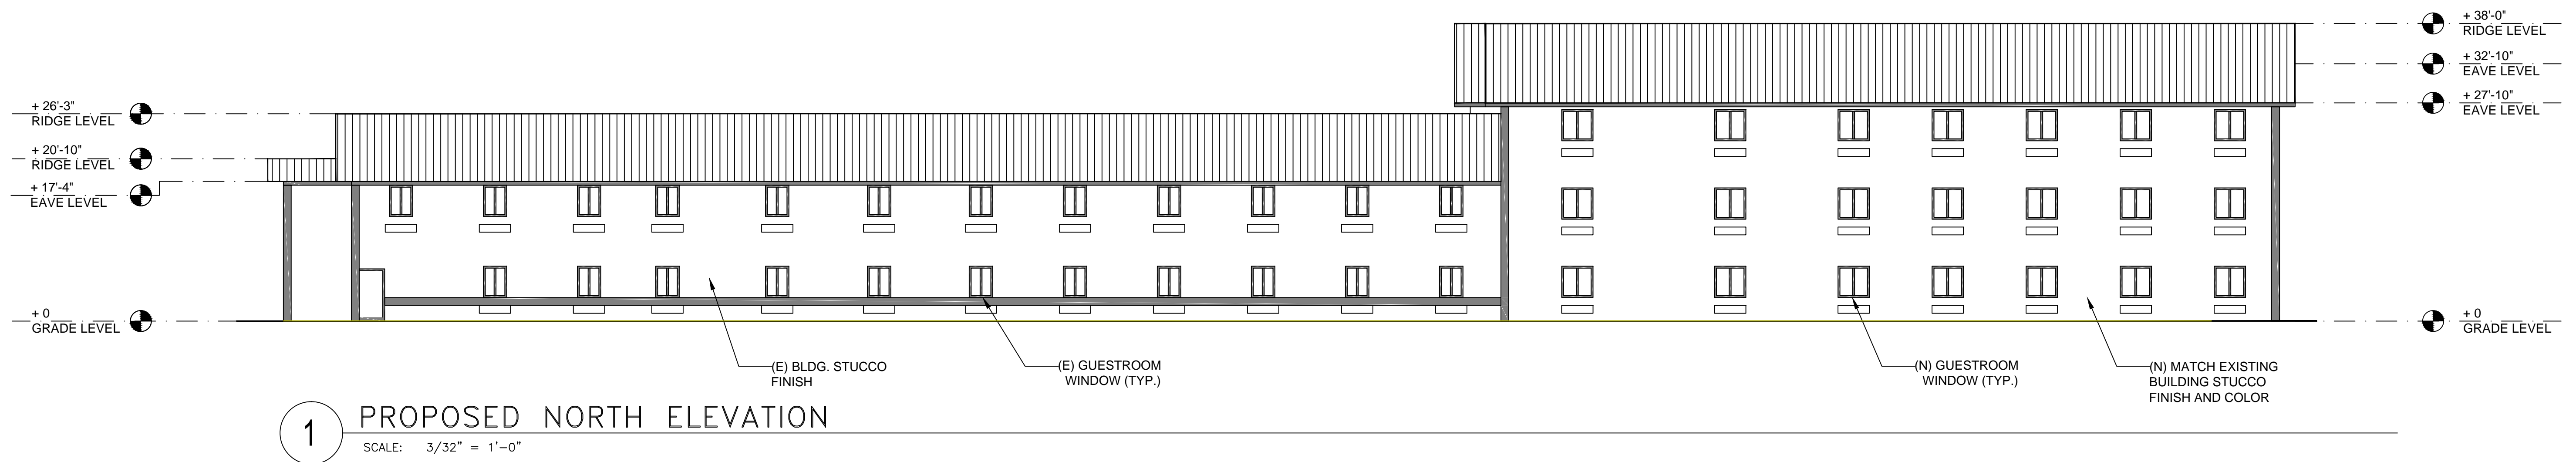 + 38'-0"
RIDGE LEVEL
+ 32'-10"
EAVE LEVEL
+ 27'-10"
EAVE LEVEL
+ 26'-3"
RIDGE LEVEL
+ 20'-10"
RIDGE LEVEL
+ 17'-4"
EAVE LEVEL
+ 0
GRADE LEVEL
+ 0
GRADE LEVEL
(E) BLDG. STUCCO
FINISH
(E) GUESTROOM
WINDOW (TYP.)
(N) GUESTROOM
WINDOW (TYP.)
(N) MATCH EXISTING
BUILDING STUCCO
FINISH AND COLOR
1
PROPOSED NORTH ELEVATION
SCALE: 3/32" = 1'-0"